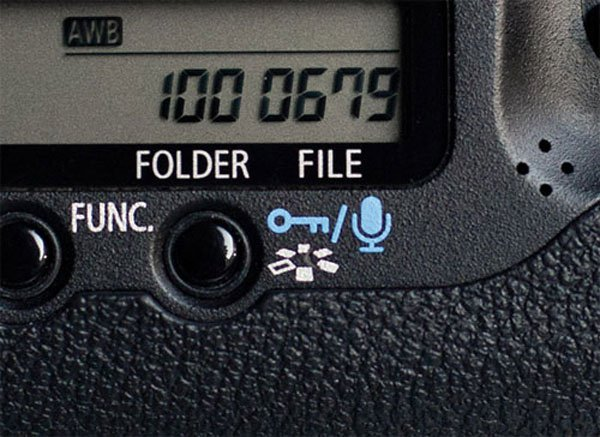 AWB
100 0679
FOLDER FILE
FUNC.
/